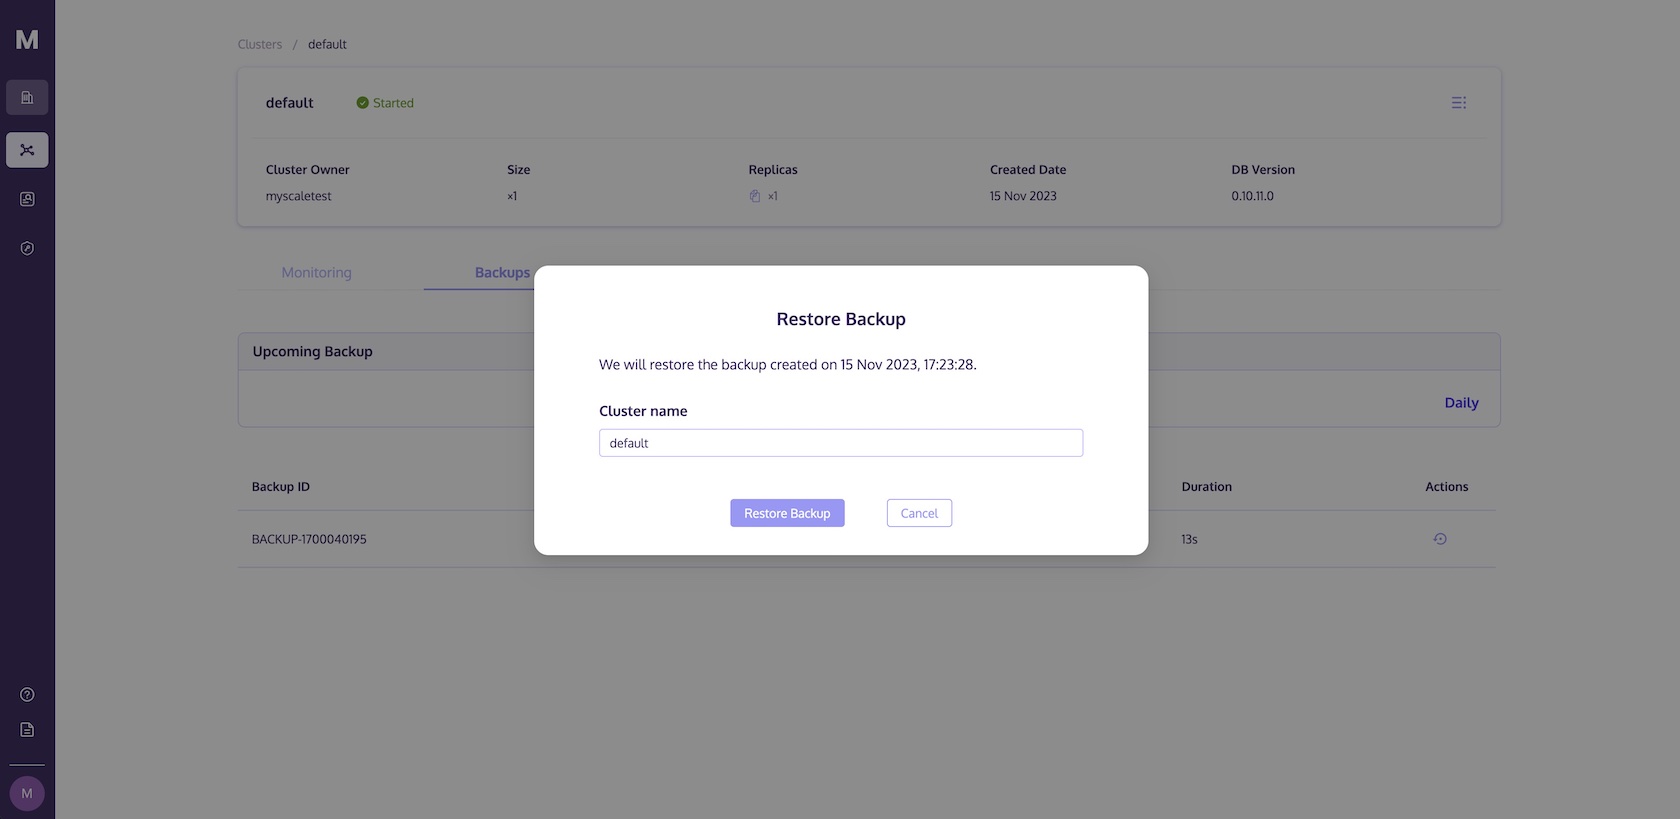 M
Clusters / default
default Started
Cluster Owner Size Replicas Created Date DB Version
myscaletest ×1 ×1 15 Nov 2023 0.10.11.0
Monitoring Backups
Restore Backup
We will restore the backup created on 15 Nov 2023, 17:23:28.
Cluster name
default
Restore Backup Cancel
Upcoming Backup
Daily
Backup ID Duration Actions
BACKUP-1700040195 13s
M